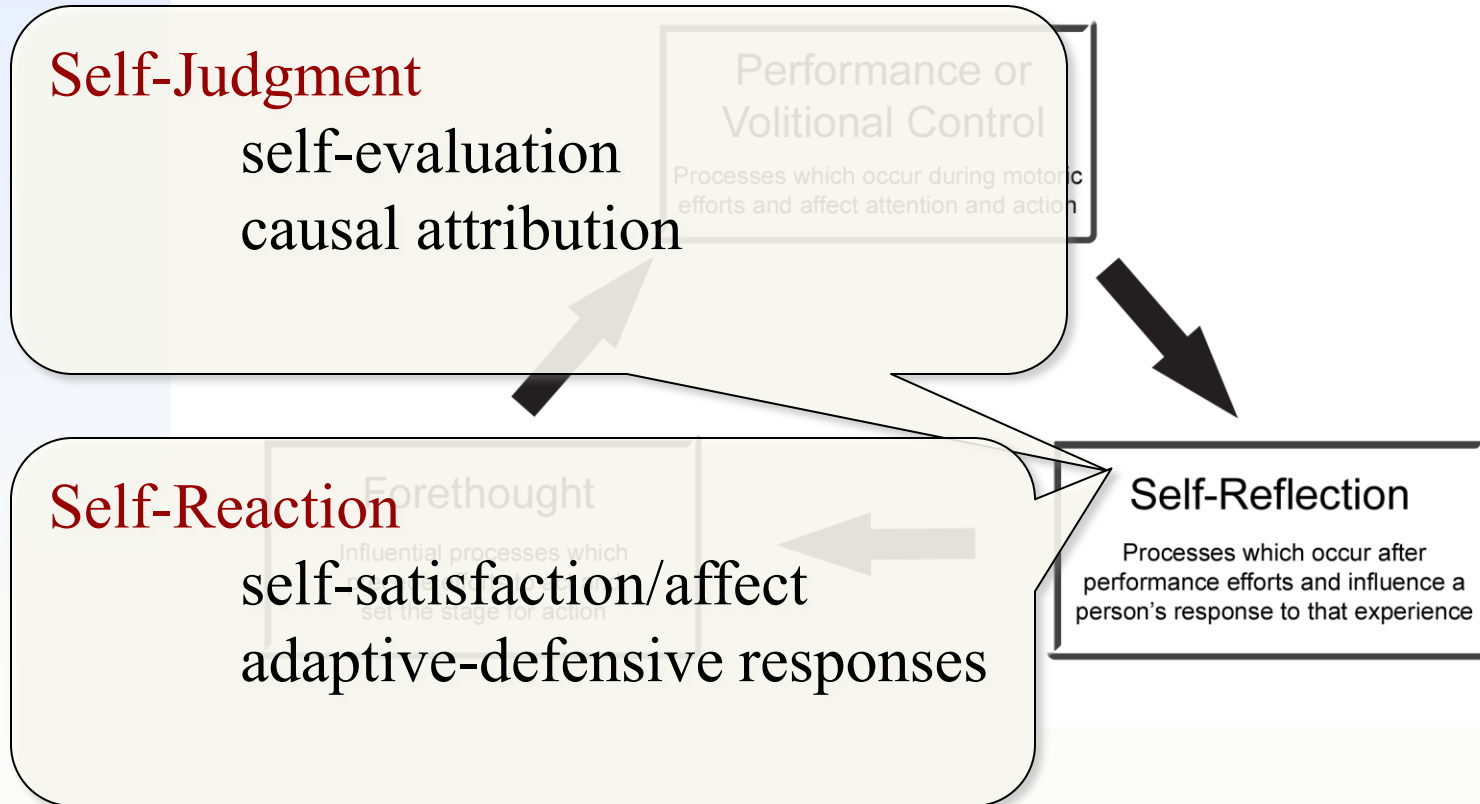 Self-Judgment
self-evaluation
causal attribution
Performance or
Volitional Control
Processes which occur during motoric
efforts and affect attention and action
Self-Reaction
self-satisfaction/affect
adaptive-defensive responses
Forethought
Influential processes which
set the stage for action
Self-Reflection
Processes which occur after
performance efforts and influence a
person's response to that experience